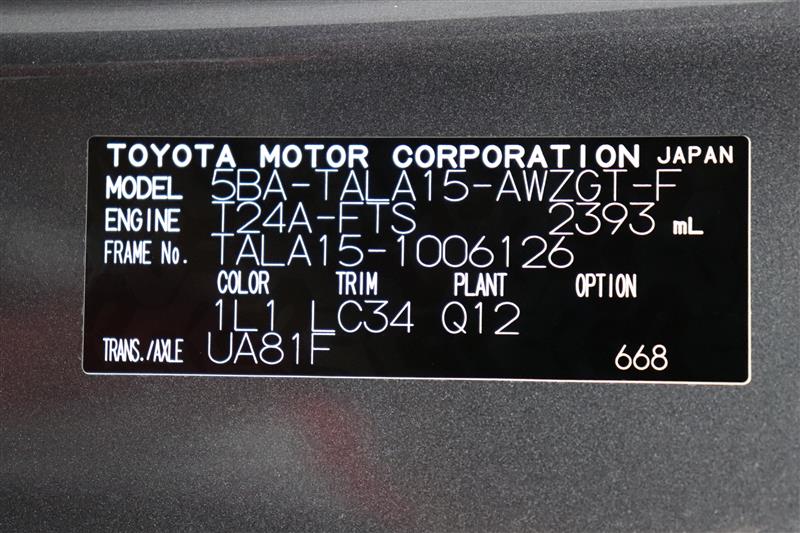 TOYOTA MOTOR CORPORATION JAPAN
MODEL 5BA-TALA15-AWZGT-F
ENGINE T24A-FTS 2393 mL
FRAME No. TALA15-1006126
COLOR TRIM PLANT OPTION
1L1 LC34 Q12
TRANS./AXLE UA81F 668